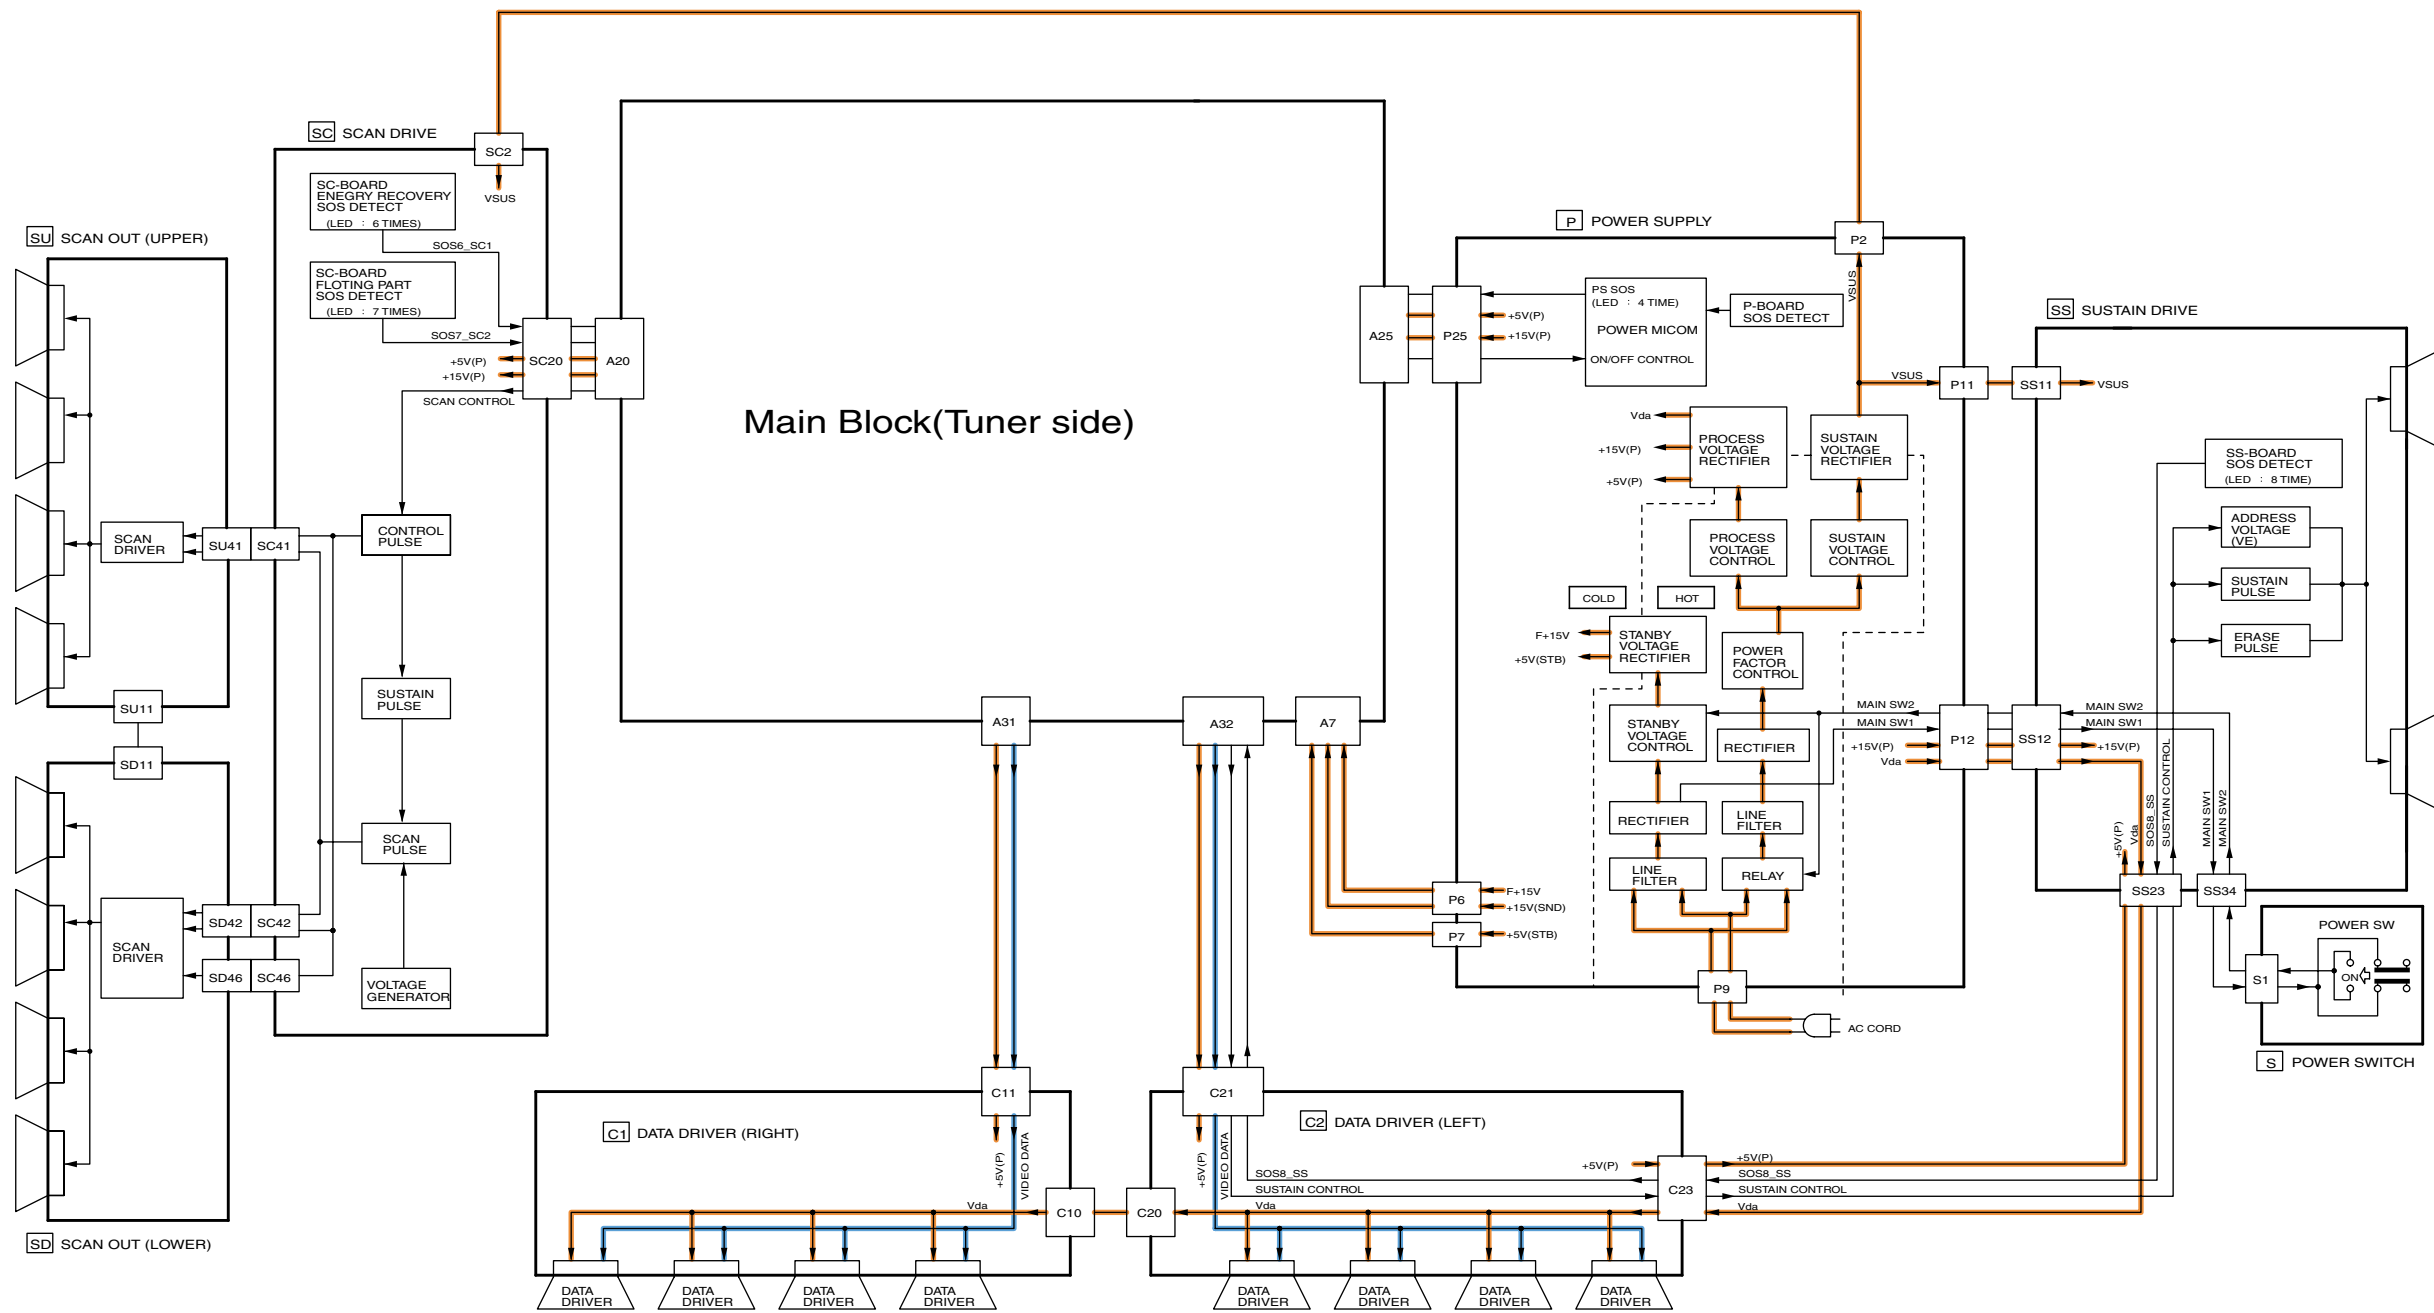 SC SCAN DRIVE
SC2
VSUS
SC-BOARD
ENEGRY RECOVERY
SOS DETECT
(LED : 6 TIMES)
SOS6_SC1
SC-BOARD
FLOTING PART
SOS DETECT
(LED : 7 TIMES)
SOS7_SC2
+5V(P)
+15V(P)
SCAN CONTROL
SC20
A20
CONTROL
PULSE
SUSTAIN
PULSE
SCAN
PULSE
VOLTAGE
GENERATOR
SC41
SC42
SC46
SU SCAN OUT (UPPER)
SCAN
DRIVER
SU41
SU11
SD11
SCAN
DRIVER
SD42
SD46
SD SCAN OUT (LOWER)
Main Block(Tuner side)
A25
A31
A32
A7
P POWER SUPPLY
P2
VSUS
P25
PS SOS
(LED : 4 TIME)
POWER MICOM
ON/OFF CONTROL
+5V(P)
+15V(P)
P-BOARD
SOS DETECT
VSUS
P11
Vda
+15V(P)
+5V(P)
PROCESS
VOLTAGE
RECTIFIER
SUSTAIN
VOLTAGE
RECTIFIER
PROCESS
VOLTAGE
CONTROL
SUSTAIN
VOLTAGE
CONTROL
COLD
HOT
F+15V
+5V(STB)
STANBY
VOLTAGE
RECTIFIER
POWER
FACTOR
CONTROL
STANBY
VOLTAGE
CONTROL
RECTIFIER
RECTIFIER
LINE
FILTER
LINE
FILTER
RELAY
MAIN SW2
MAIN SW1
+15V(P)
Vda
P12
P6
F+15V
+15V(SND)
P7
+5V(STB)
P9
AC CORD
SS SUSTAIN DRIVE
SS11
VSUS
SS-BOARD
SOS DETECT
(LED : 8 TIME)
ADDRESS
VOLTAGE
(VE)
SUSTAIN
PULSE
ERASE
PULSE
SS12
MAIN SW2
MAIN SW1
+15V(P)
+5V(P)
Vda
SOS8_SS
SUSTAIN CONTROL
MAIN SW1
MAIN SW2
SS23
SS34
POWER SW
S1
ON
S POWER SWITCH
C11
C1 DATA DRIVER (RIGHT)
+5V(P)
VIDEO DATA
Vda
C10
DATA
DRIVER
DATA
DRIVER
DATA
DRIVER
DATA
DRIVER
C21
C2 DATA DRIVER (LEFT)
+5V(P)
VIDEO DATA
SOS8_SS
SUSTAIN CONTROL
Vda
+5V(P)
C20
C23
+5V(P)
SOS8_SS
SUSTAIN CONTROL
Vda
DATA
DRIVER
DATA
DRIVER
DATA
DRIVER
DATA
DRIVER